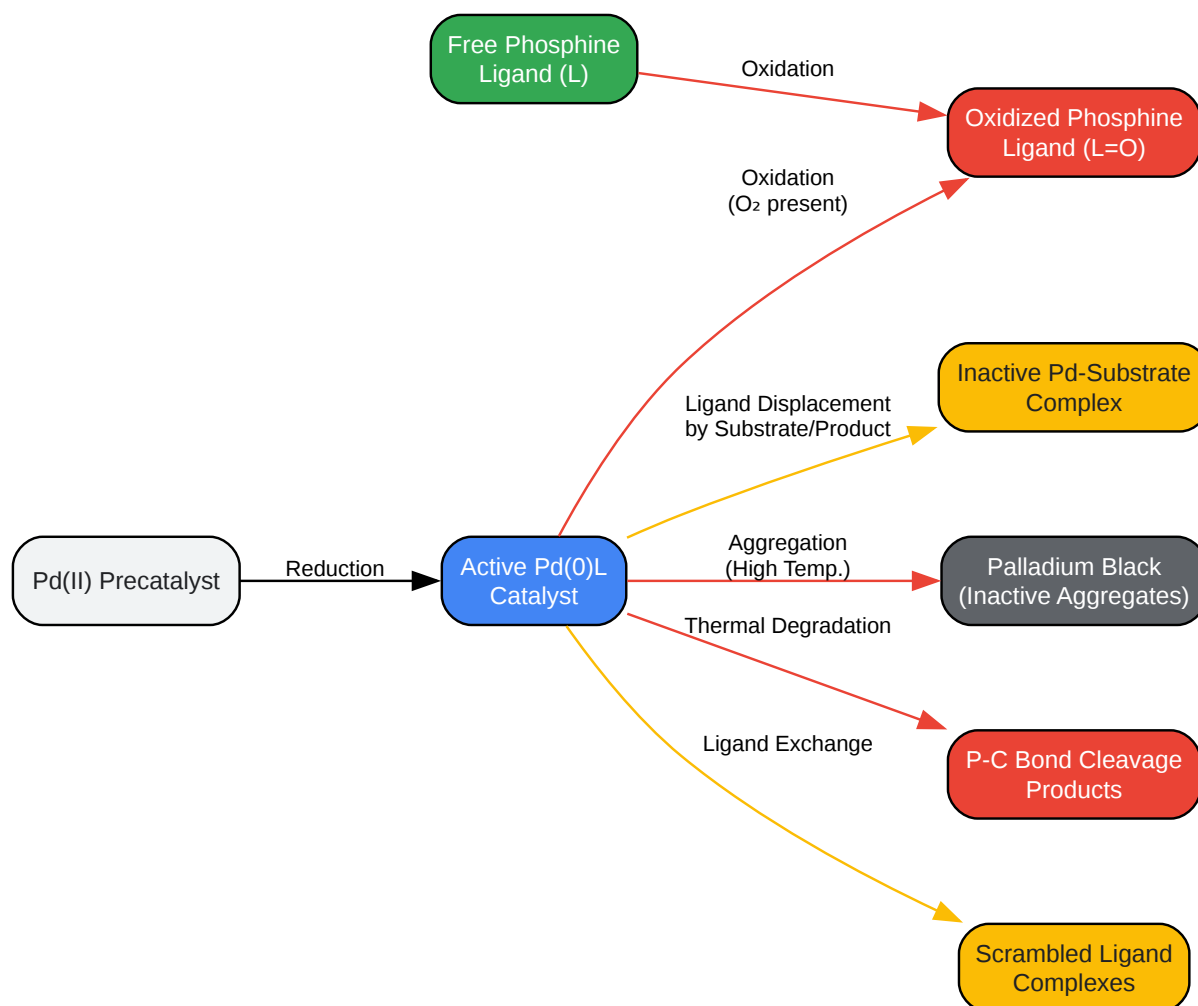 Free Phosphine
Ligand (L)
Oxidation
Oxidized Phosphine
Ligand (L=O)
Oxidation
(O₂ present)
Inactive Pd-Substrate
Complex
Ligand Displacement
by Substrate/Product
Pd(II) Precatalyst
Reduction
Active Pd(0)L
Catalyst
Aggregation
(High Temp.)
Palladium Black
(Inactive Aggregates)
Thermal Degradation
P-C Bond Cleavage
Products
Ligand Exchange
Scrambled Ligand
Complexes